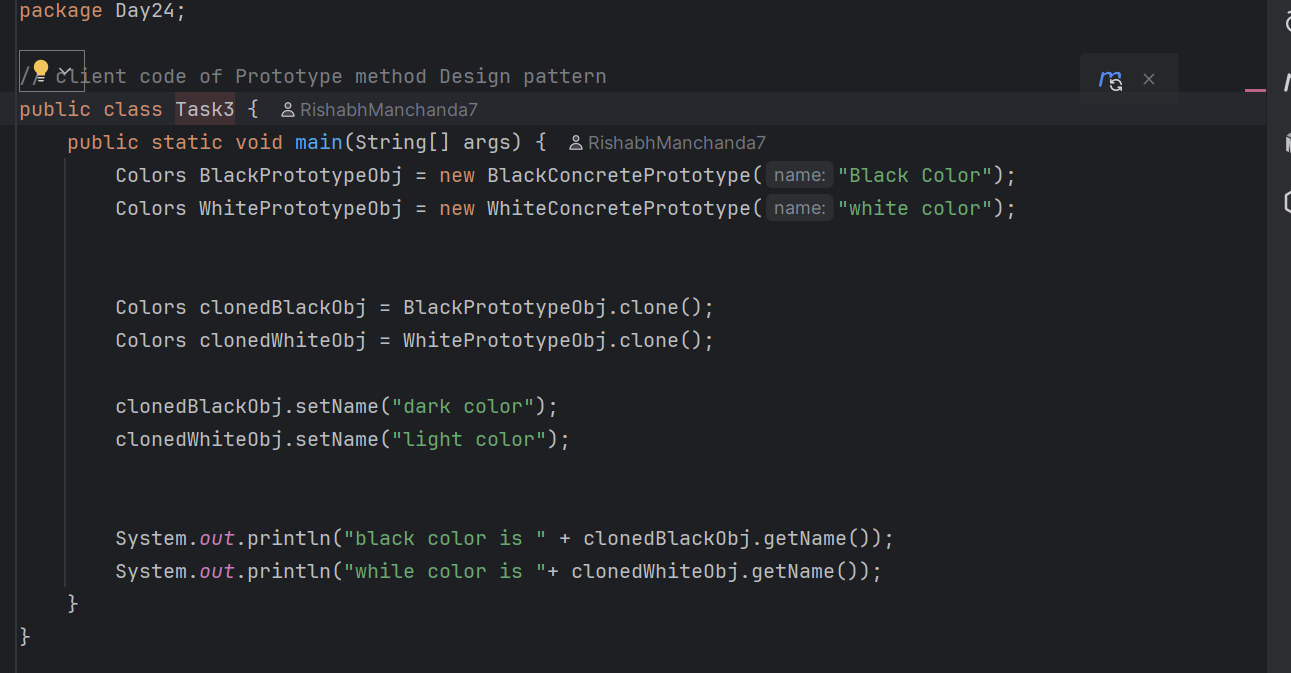 package Day24;
// client code of Prototype method Design pattern
public class Task3 { RishabhManchanda7
public static void main(String[] args) { RishabhManchanda7
Colors BlackPrototypeObj = new BlackConcretePrototype( name: "Black Color");
Colors WhitePrototypeObj = new WhiteConcretePrototype( name: "white color");
Colors clonedBlackObj = BlackPrototypeObj.clone();
Colors clonedWhiteObj = WhitePrototypeObj.clone();
clonedBlackObj.setName("dark color");
clonedWhiteObj.setName("light color");
System.out.println("black color is " + clonedBlackObj.getName());
System.out.println("while color is "+ clonedWhiteObj.getName());
}
}